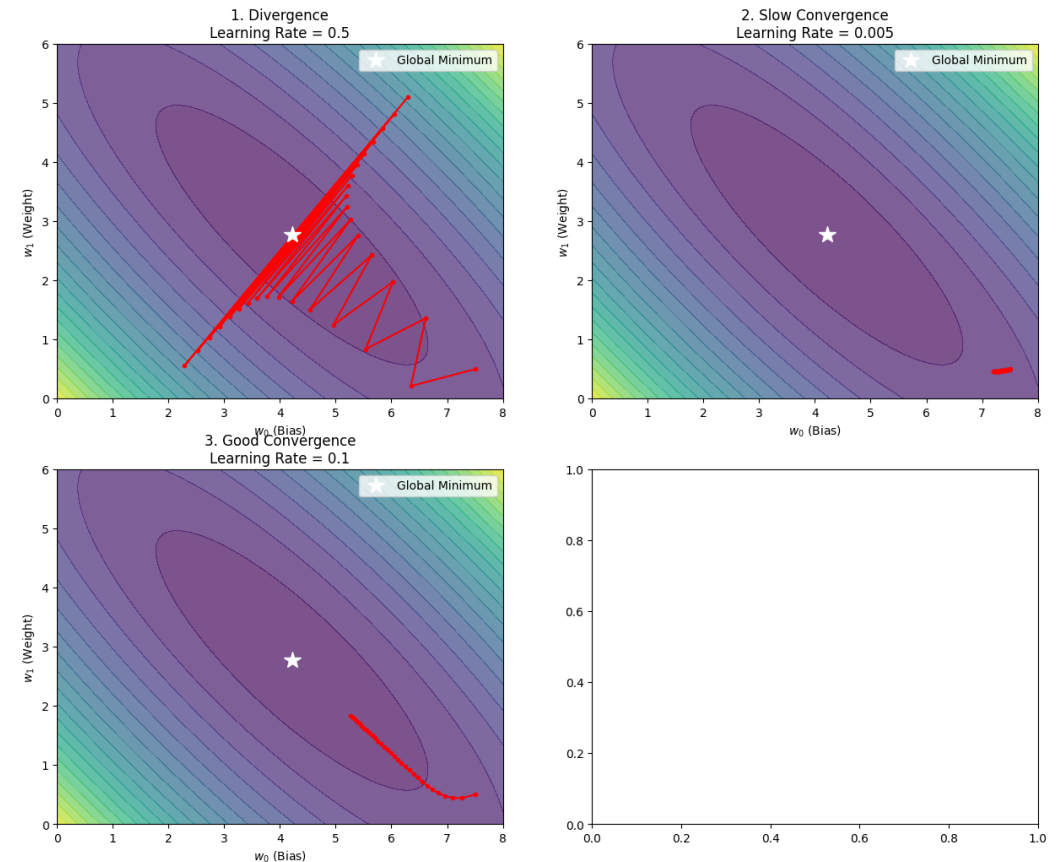 1. Divergence
Learning Rate = 0.5
Global Minimum
w₁ (Weight)
6
5
4
3
2
1
0
0 1 2 3 4 5 6 7 8
w₀ (Bias)
2. Slow Convergence
Learning Rate = 0.005
Global Minimum
w₁ (Weight)
6
5
4
3
2
1
0
0 1 2 3 4 5 6 7 8
w₀ (Bias)
3. Good Convergence
Learning Rate = 0.1
Global Minimum
w₁ (Weight)
6
5
4
3
2
1
0
0 1 2 3 4 5 6 7 8
w₀ (Bias)
1.0
0.8
0.6
0.4
0.2
0.0
0.0 0.2 0.4 0.6 0.8 1.0